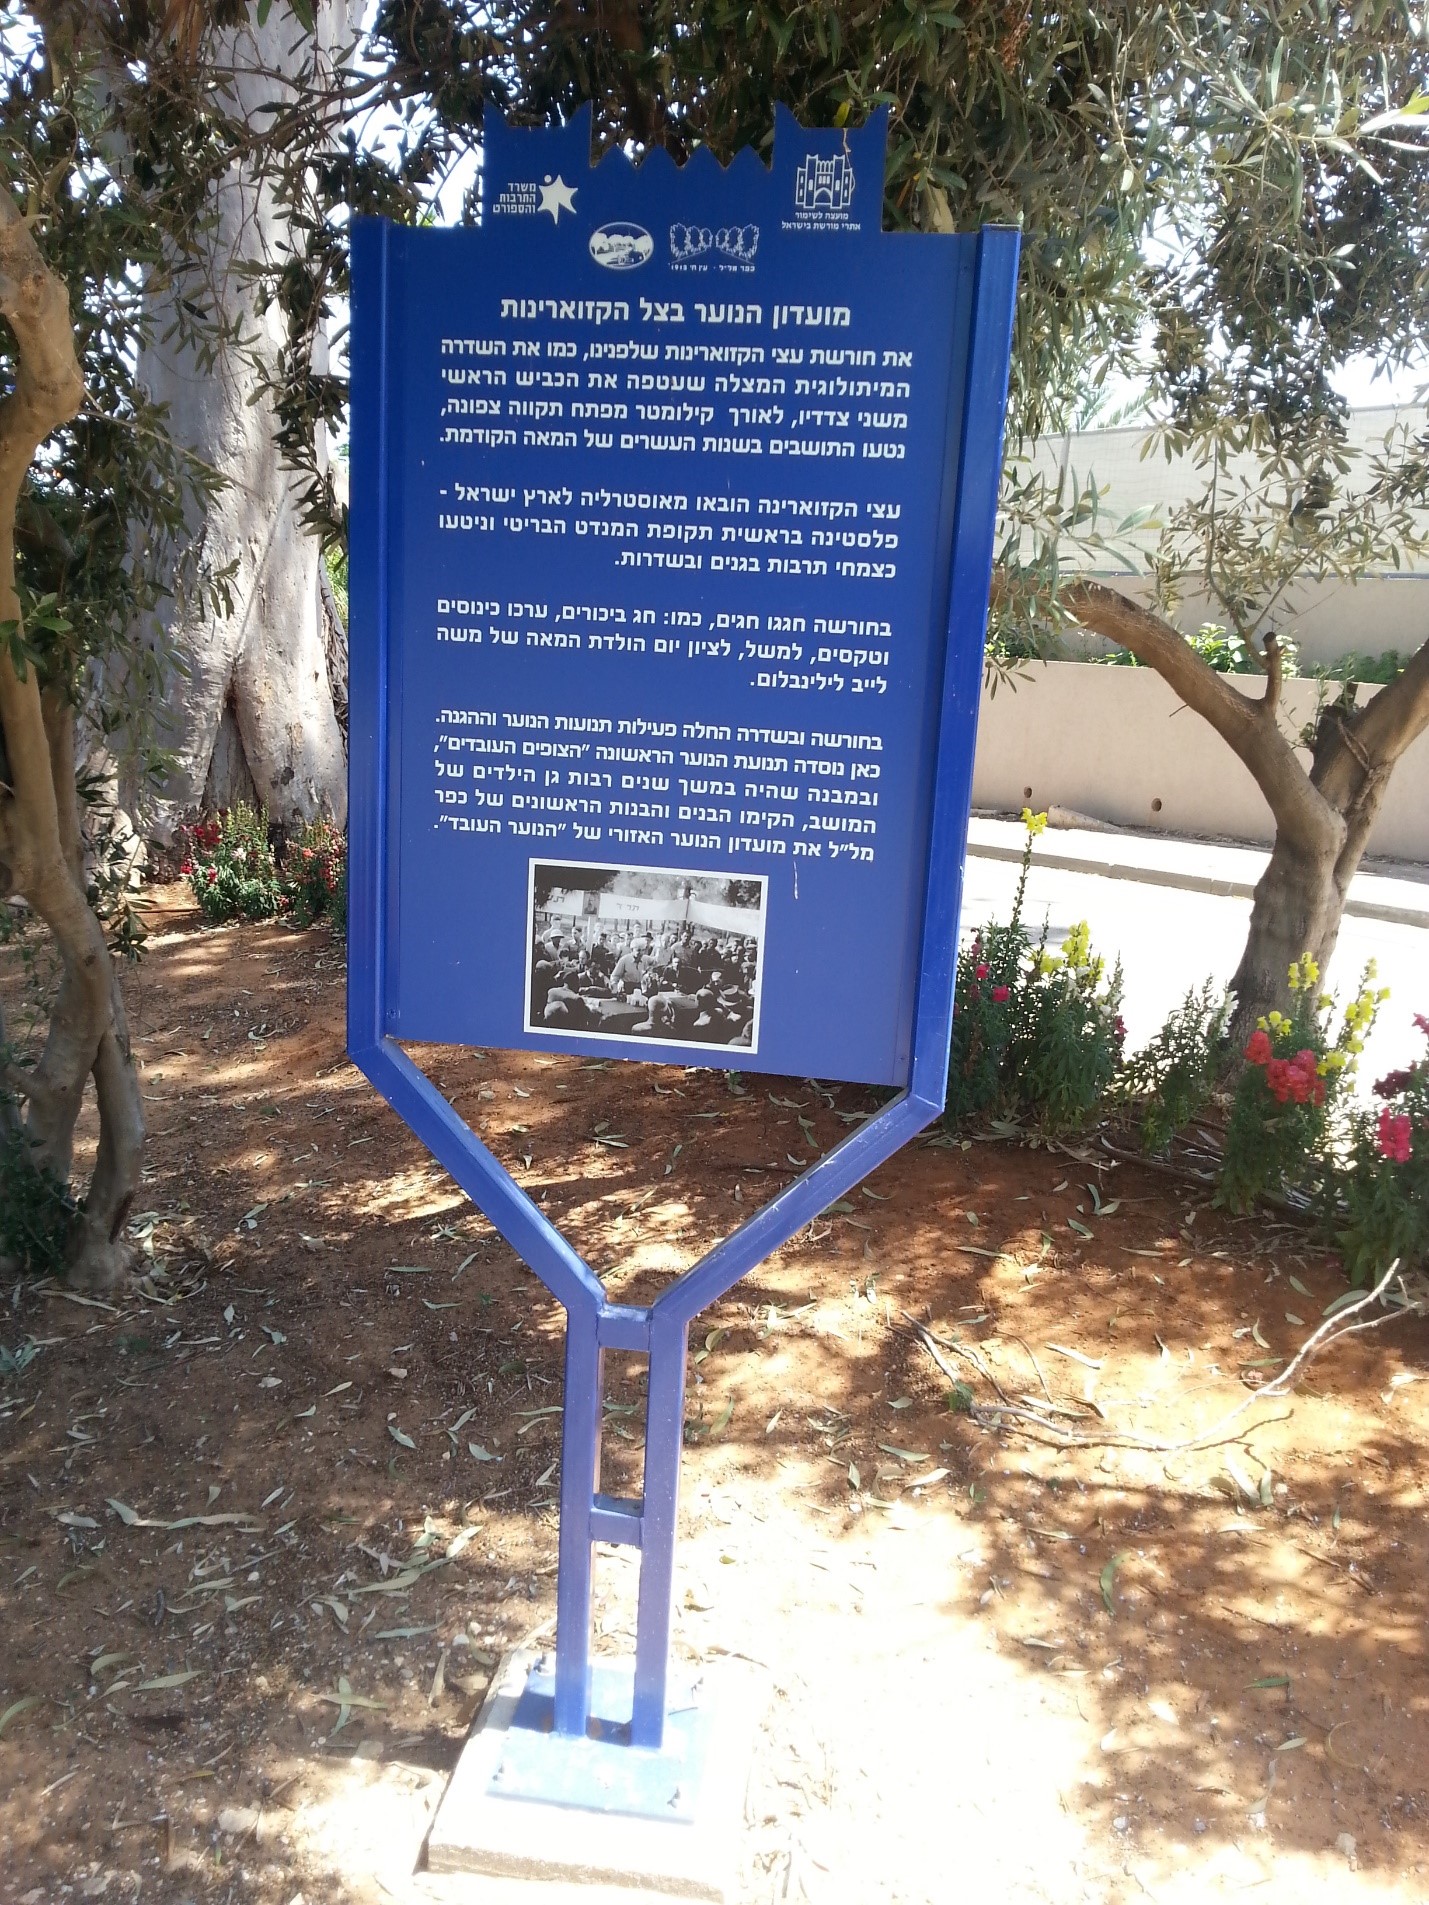 משרד
התרבות
והספורט
מועצה לשימור
אתרי מורשת בישראל
כפר מל״ל - עין חי 1913
מועדון הנוער בצל הקזוארינות
את חורשת עצי הקזוארינות שלפנינו, כמו את השדרה
המיתולוגית המצלה שעטפה את הכביש הראשי
משני צדדיו, לאורך קילומטר מפתח תקווה צפונה,
נטעו התושבים בשנות העשרים של המאה הקודמת.
עצי הקזוארינה הובאו מאוסטרליה לארץ ישראל -
פלסטינה בראשית תקופת המנדט הבריטי וניטעו
כצמחי תרבות בגנים ובשדרות.
בחורשה חגגו חגים, כמו: חג ביכורים, ערכו כינוסים
וטקסים, למשל, לציון יום הולדת המאה של משה
לייב לילינבלום.
בחורשה ובשדרה החלה פעילות תנועות הנוער וההגנה.
כאן נוסדה תנועת הנוער הראשונה "הצופים העובדים",
ובמבנה שהיה במשך שנים רבות גן הילדים של
המושב, הקימו הבנים והבנות הראשונים של כפר
מל"ל את מועדון הנוער האזורי של "הנוער העובד".